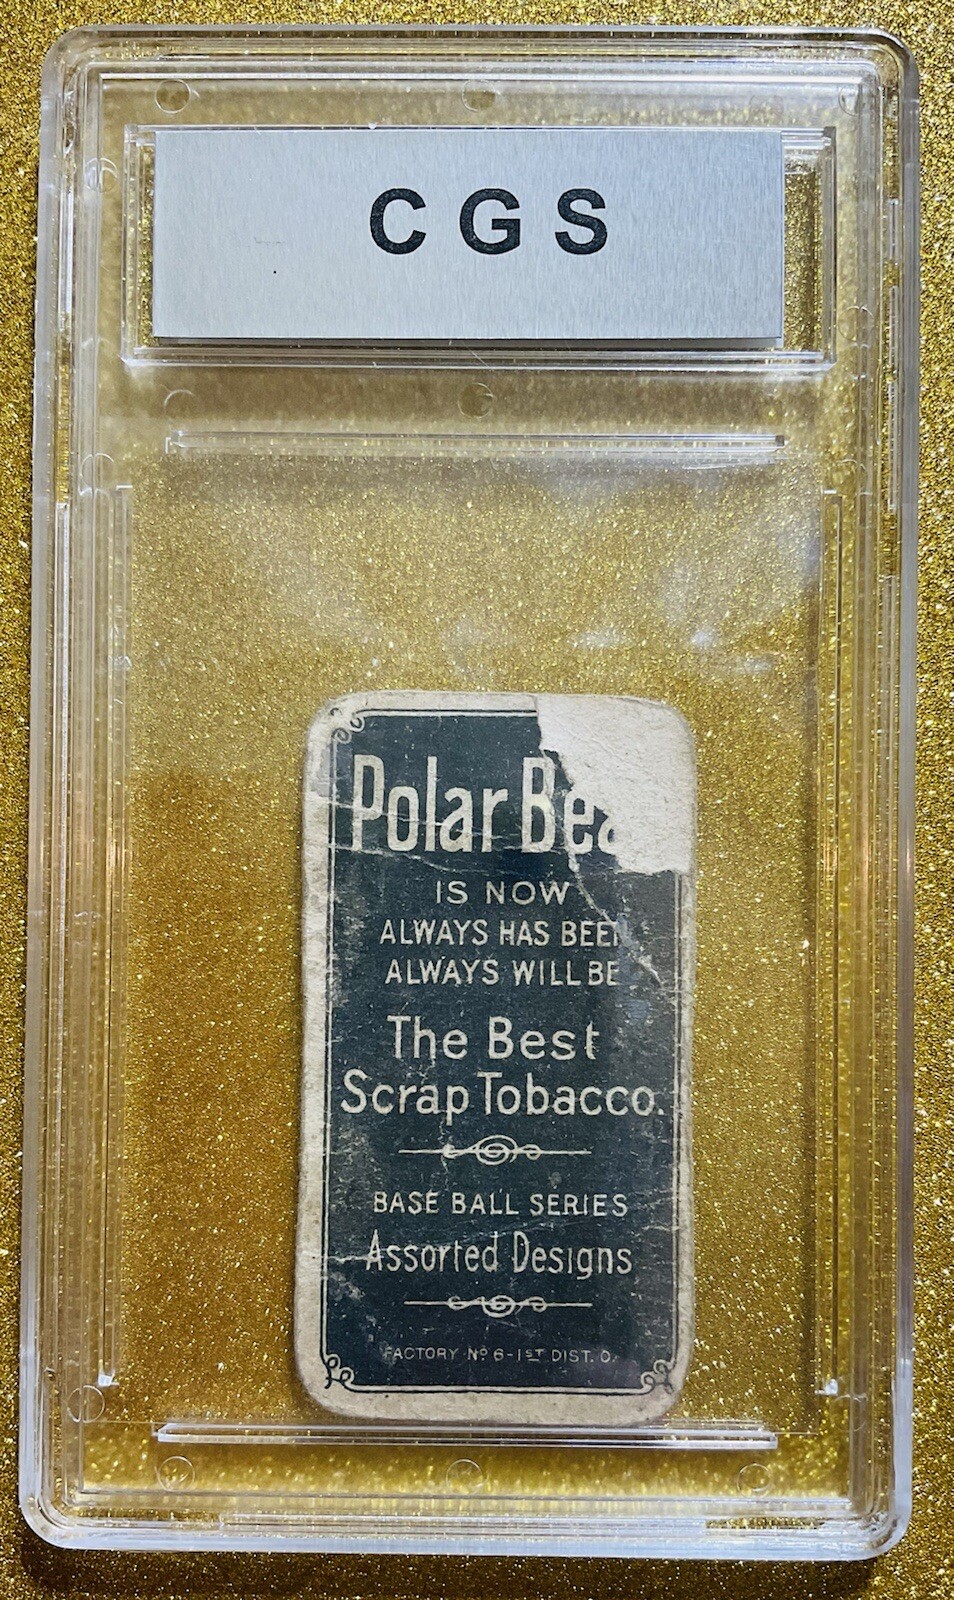 CGS
Polar Bea
IS NOW
ALWAYS HAS BEEN
ALWAYS WILL BE
The Best
Scrap Tobacco.
BASE BALL SERIES
Assorted Designs
FACTORY Nº 6-1ST DIST. O.